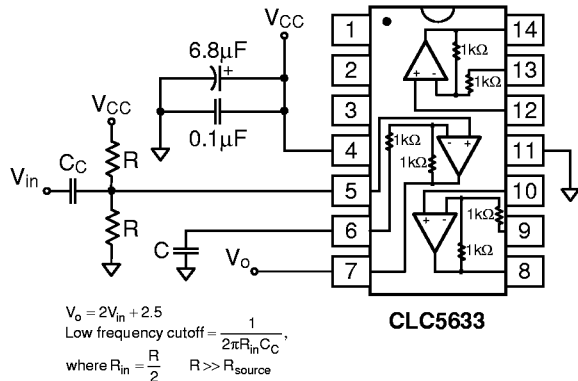 V_CC
6.8μF
+
0.1μF
V_CC
R
C_C
V_in
R
C
V_o
1
2
3
4
5
6
7
14
13
12
11
10
9
8
1kΩ
1kΩ
+ -
1kΩ
1kΩ
- +
+ -
1kΩ
1kΩ
CLC5633
V_o = 2V_in + 2.5
Low frequency cutoff = 1 / 2πR_inC_C ,
where R_in = R / 2 R >> R_source